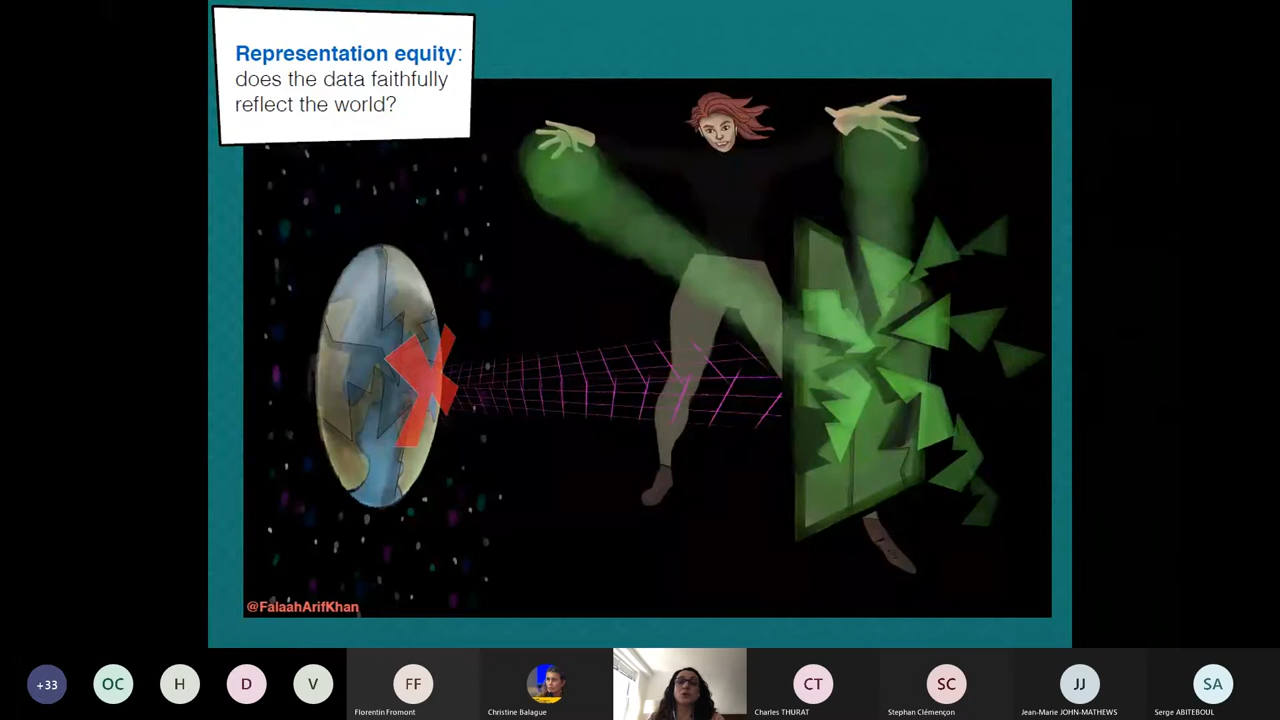 Representation equity:
does the data faithfully
reflect the world?
@FalaahArifKhan
+33
OC
H
D
V
FF
CT
SC
JJ
SA
Florentin Fromont
Christine Balague
Charles THURAT
Stephan Clémençon
Jean-Marie JOHN-MATHEWS
Serge ABITEBOUL